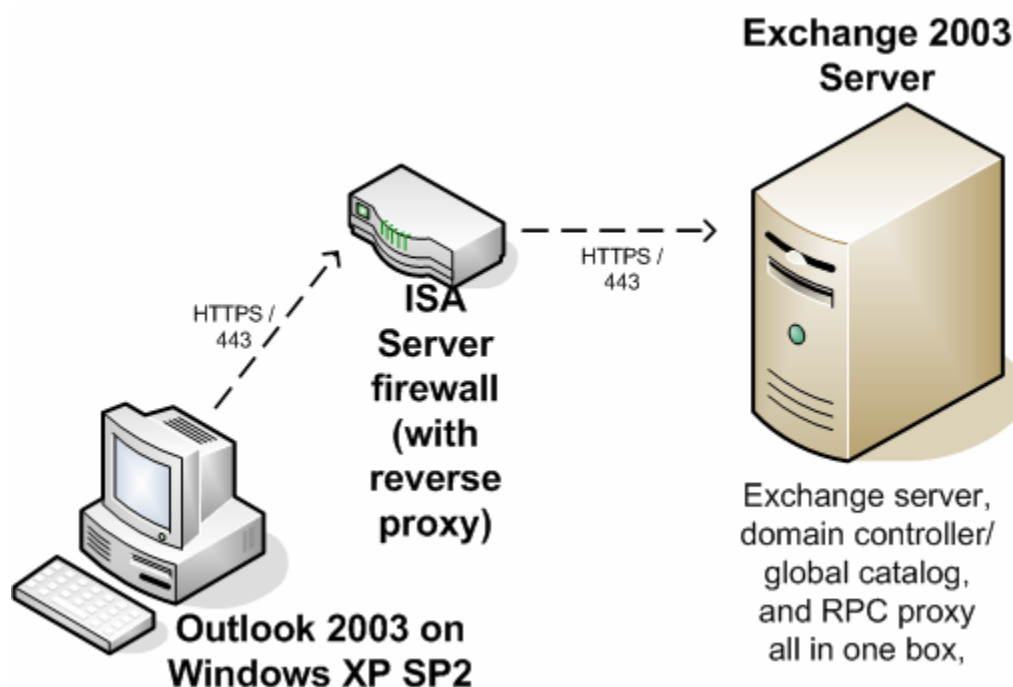 Exchange 2003
Server
HTTPS /
443
ISA
Server
firewall
(with
reverse
proxy)
HTTPS /
443
Outlook 2003 on
Windows XP SP2
Exchange server,
domain controller/
global catalog,
and RPC proxy
all in one box,